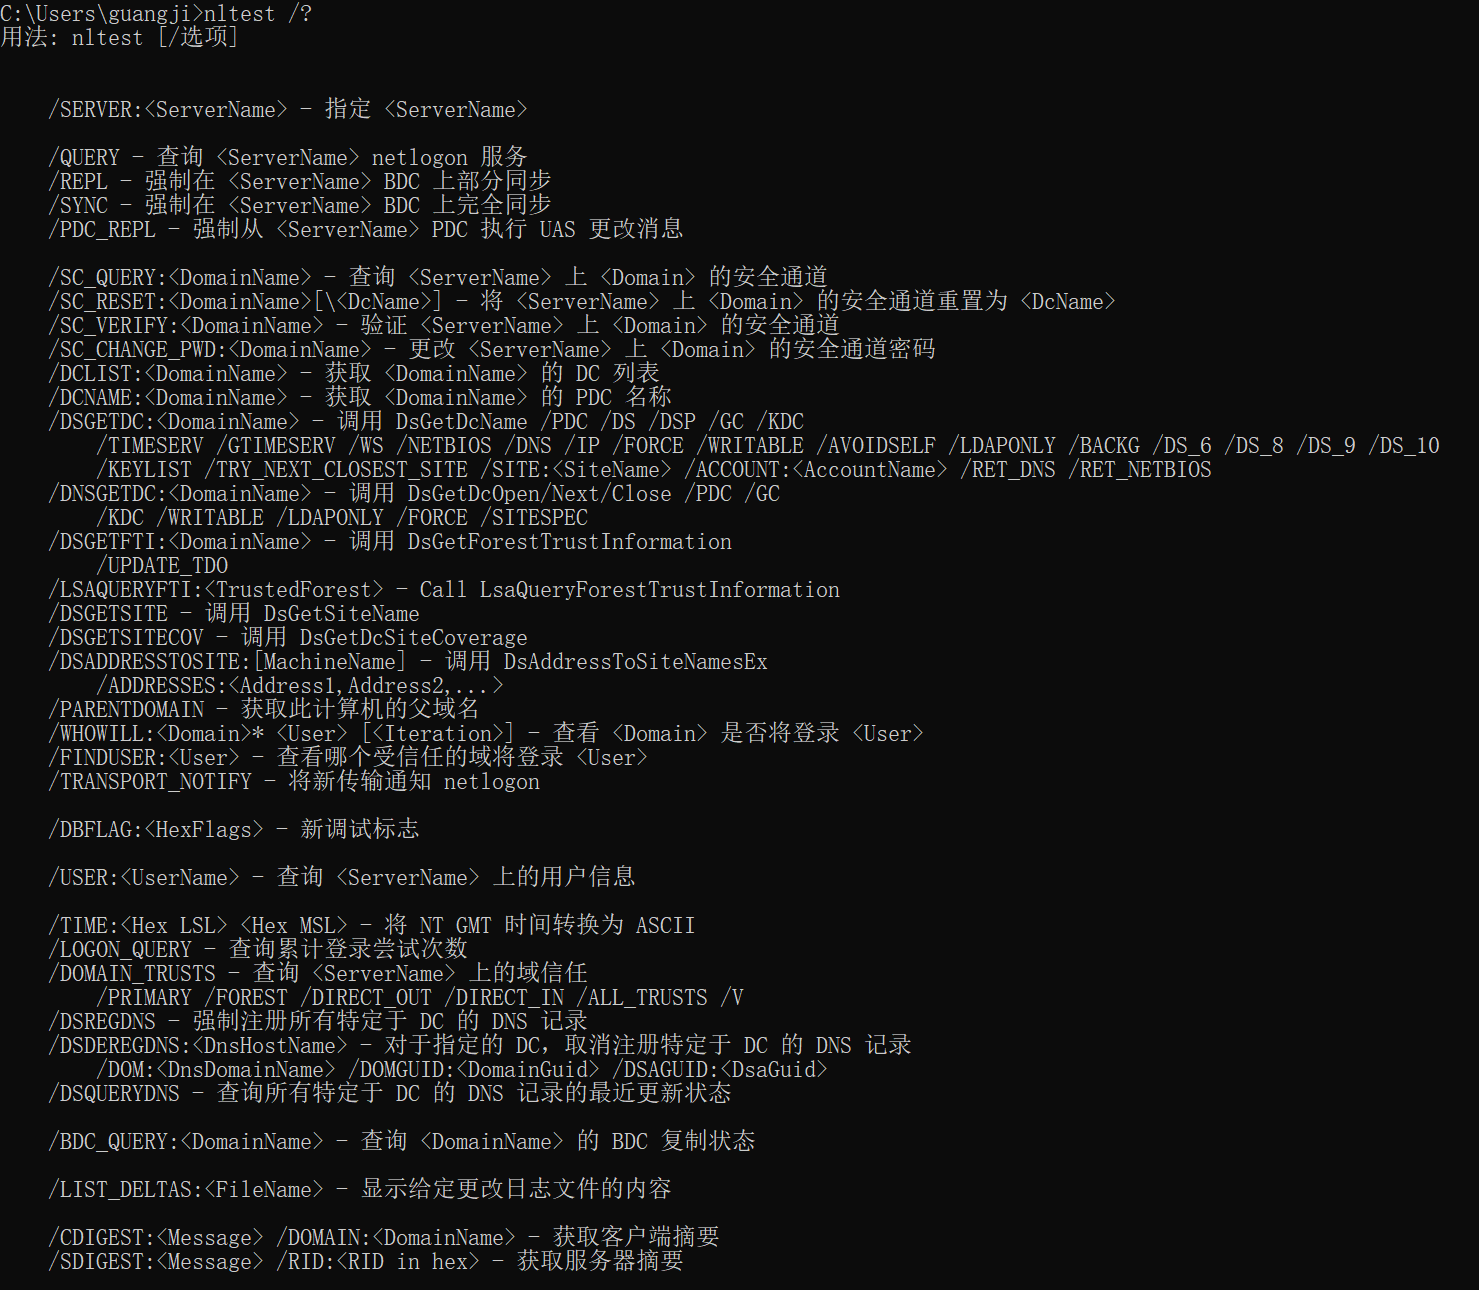 C:\Users\guangji>nltest /?
用法: nltest [/选项]
/SERVER:<ServerName> - 指定 <ServerName>
/QUERY - 查询 <ServerName> netlogon 服务
/REPL - 强制在 <ServerName> BDC 上部分同步
/SYNC - 强制在 <ServerName> BDC 上完全同步
/PDC_REPL - 强制从 <ServerName> PDC 执行 UAS 更改消息
/SC_QUERY:<DomainName> - 查询 <ServerName> 上 <Domain> 的安全通道
/SC_RESET:<DomainName>[\<DcName>] - 将 <ServerName> 上 <Domain> 的安全通道重置为 <DcName>
/SC_VERIFY:<DomainName> - 验证 <ServerName> 上 <Domain> 的安全通道
/SC_CHANGE_PWD:<DomainName> - 更改 <ServerName> 上 <Domain> 的安全通道密码
/DCLIST:<DomainName> - 获取 <DomainName> 的 DC 列表
/DCNAME:<DomainName> - 获取 <DomainName> 的 PDC 名称
/DSGETDC:<DomainName> - 调用 DsGetDcName /PDC /DS /DSP /GC /KDC
/TIMESERV /GTIMESERV /WS /NETBIOS /DNS /IP /FORCE /WRITABLE /AVOIDSELF /LDAPONLY /BACKG /DS_6 /DS_8 /DS_9 /DS_10
/KEYLIST /TRY_NEXT_CLOSEST_SITE /SITE:<SiteName> /ACCOUNT:<AccountName> /RET_DNS /RET_NETBIOS
/DNSGETDC:<DomainName> - 调用 DsGetDcOpen/Next/Close /PDC /GC
/KDC /WRITABLE /LDAPONLY /FORCE /SITESPEC
/DSGETFTI:<DomainName> - 调用 DsGetForestTrustInformation
/UPDATE_TDO
/LSAQUERYFTI:<TrustedForest> - Call LsaQueryForestTrustInformation
/DSGETSITE - 调用 DsGetSiteName
/DSGETSITECOV - 调用 DsGetDcSiteCoverage
/DSADDRESSTOSITE:[MachineName] - 调用 DsAddressToSiteNamesEx
/ADDRESSES:<Address1,Address2,...>
/PARENTDOMAIN - 获取此计算机的父域名
/WHOWILL:<Domain>* <User> [<Iteration>] - 查看 <Domain> 是否将登录 <User>
/FINDUSER:<User> - 查看哪个受信任的域将登录 <User>
/TRANSPORT_NOTIFY - 将新传输通知 netlogon
/DBFLAG:<HexFlags> - 新调试标志
/USER:<UserName> - 查询 <ServerName> 上的用户信息
/TIME:<Hex LSL> <Hex MSL> - 将 NT GMT 时间转换为 ASCII
/LOGON_QUERY - 查询累计登录尝试次数
/DOMAIN_TRUSTS - 查询 <ServerName> 上的域信任
/PRIMARY /FOREST /DIRECT_OUT /DIRECT_IN /ALL_TRUSTS /V
/DSREGDNS - 强制注册所有特定于 DC 的 DNS 记录
/DSDEREGDNS:<DnsHostName> - 对于指定的 DC，取消注册特定于 DC 的 DNS 记录
/DOM:<DnsDomainName> /DOMGUID:<DomainGuid> /DSAGUID:<DsaGuid>
/DSQUERYDNS - 查询所有特定于 DC 的 DNS 记录的最近更新状态
/BDC_QUERY:<DomainName> - 查询 <DomainName> 的 BDC 复制状态
/LIST_DELTAS:<FileName> - 显示给定更改日志文件的内容
/CDIGEST:<Message> /DOMAIN:<DomainName> - 获取客户端摘要
/SDIGEST:<Message> /RID:<RID in hex> - 获取服务器摘要